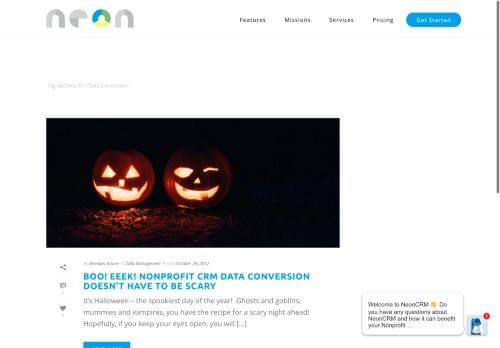 neon
Features
Missions
Services
Pricing
Get Started
Tag Archives for: "Data Conversion"
By Brendan Noone In Data Management Posted October 29, 2012
BOO! EEEK! NONPROFIT CRM DATA CONVERSION
DOESN'T HAVE TO BE SCARY
It's Halloween – the spookiest day of the year!  Ghosts and goblins,
mummies and vampires, you have the recipe for a scary night ahead!
Hopefully, if you keep your eyes open, you will [...]
Welcome to NeonCRM 👋 Do
you have any questions about
NeonCRM and how it can benefit
your Nonprofit ...
1